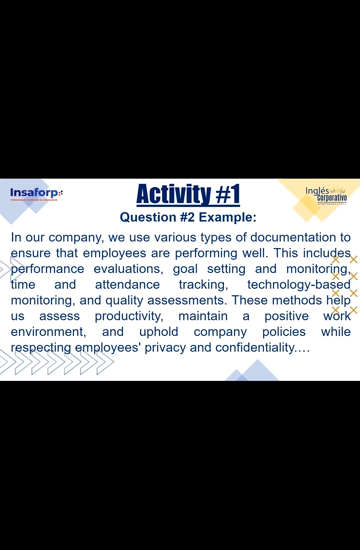 Insaforp
Activity #1
Inglés
Corporativo
Question #2 Example:
In our company, we use various types of documentation to
ensure that employees are performing well. This includes
performance evaluations, goal setting and monitoring,
time and attendance tracking, technology-based
monitoring, and quality assessments. These methods help
us assess productivity, maintain a positive work
environment, and uphold company policies while
respecting employees' privacy and confidentiality....